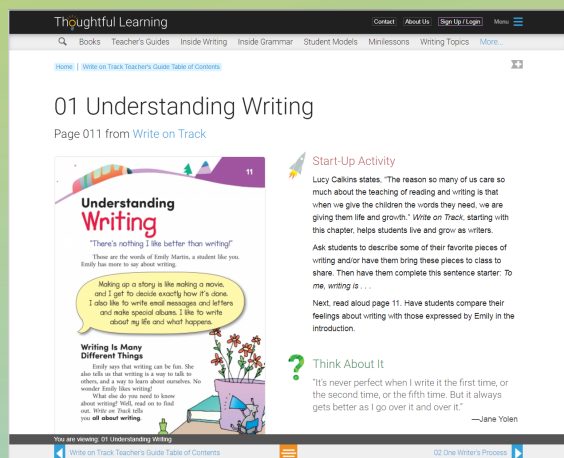 Thoughtful Learning
Contact About Us Sign Up / Login Menu
Books Teacher's Guides Inside Writing Inside Grammar Student Models Minilessons Writing Topics More...
Home | Write on Track Teacher's Guide Table of Contents
01 Understanding Writing
Page 011 from Write on Track
11
Understanding
Writing
"There's nothing I like better than writing!"
Those are the words of Emily Martin, a student like you.
Emily has more to say about writing.
Making up a story is like making a movie,
and I get to decide exactly how it's done.
I also like to write email messages and letters
and make special albums. I like to write
about my life and what happens.
Writing Is Many
Different Things
Emily says that writing can be fun. She
also tells us that writing is a way to talk to
others, and a way to learn about ourselves. No
wonder Emily likes writing!
What else do you need to know
about writing? Well, read on to find
out. Write on Track tells
you all about writing.
Start-Up Activity
Lucy Calkins states, "The reason so many of us care so
much about the teaching of reading and writing is that
when we give the children the words they need, we are
giving them life and growth." Write on Track, starting with
this chapter, helps students live and grow as writers.
Ask students to describe some of their favorite pieces of
writing and/or have them bring these pieces to class to
share. Then have them complete this sentence starter: To
me, writing is . . .
Next, read aloud page 11. Have students compare their
feelings about writing with those expressed by Emily in the
introduction.
Think About It
"It's never perfect when I write it the first time, or
the second time, or the fifth time. But it always
gets better as I go over it and over it."
—Jane Yolen
You are viewing: 01 Understanding Writing
Write on Track Teacher's Guide Table of Contents
02 One Writer's Process